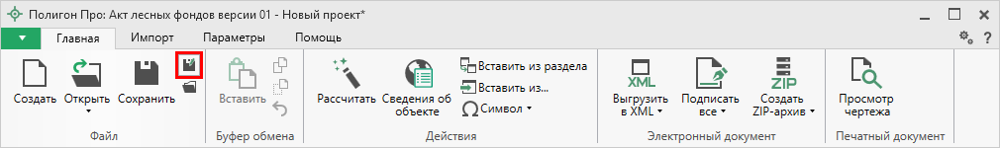 Полигон Про: Акт лесных фондов версии 01 - Новый проект*
Главная
Импорт
Параметры
Помощь
?
Создать
Открыть
Сохранить
Файл
Вставить
Буфер обмена
Рассчитать
Сведения об
объекте
Вставить из раздела
Вставить из...
Символ
Действия
XML
Выгрузить
в XML
Подписать
все
ZIP
Создать
ZIP-архив
Электронный документ
Просмотр
чертежа
Печатный документ